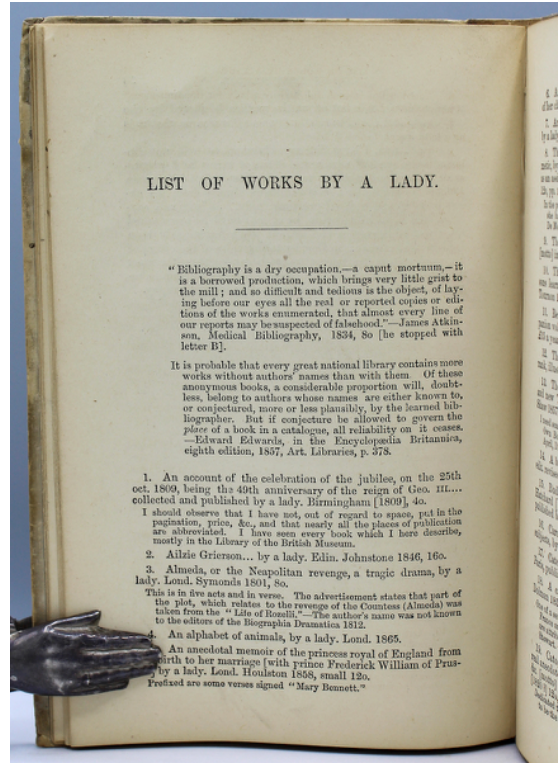 LIST OF WORKS BY A LADY.
" Bibliography is a dry occupation,—a caput mortuum,—it
is a borrowed production, which brings very little grist to
the mill; and so difficult and tedious is the object, of lay-
ing before our eyes all the real or reported copies or edi-
tions of the works enumerated, that almost every line of
our reports may be suspected of falsehood."—James Atkin-
son, Medical Bibliography, 1834, 8o [he stopped with
letter B].
It is probable that every great national library contains more
works without authors' names than with them. Of these
anonymous books, a considerable proportion will, doubt-
less, belong to authors whose names are either known to,
or conjectured, more or less plausibly, by the learned bib-
liographer. But if conjecture be allowed to govern the
place of a book in a catalogue, all reliability on it ceases.
—Edward Edwards, in the Encyclopædia Britannica,
eighth edition, 1857, Art. Libraries, p. 378.
1. An account of the celebration of the jubilee, on the 25th
oct. 1809, being the 49th anniversary of the reign of Geo. III....
collected and published by a lady. Birmingham [1809], 4o.
I should observe that I have not, out of regard to space, put in the
pagination, price, &c., and that nearly all the places of publication
are abbreviated. I have seen every book which I here describe,
mostly in the Library of the British Museum.
2. Ailzie Grierson... by a lady. Edin. Johnstone 1846, 16o.
3. Almeda, or the Neapolitan revenge, a tragic drama, by a
lady. Lond. Symonds 1801, 8o.
This is in five acts and in verse. The advertisement states that part of
the plot, which relates to the revenge of the Countess (Almeda) was
taken from the " Life of Rozelli."—The author's name was not known
to the editors of the Biographia Dramatica 1812.
4. An alphabet of animals, by a lady. Lond. 1865.
An anecdotal memoir of the princess royal of England from
birth to her marriage [with prince Frederick William of Prus-
by a lady. Lond. Houlston 1858, small 12o.
Prefixed are some verses signed "Mary Bennett."